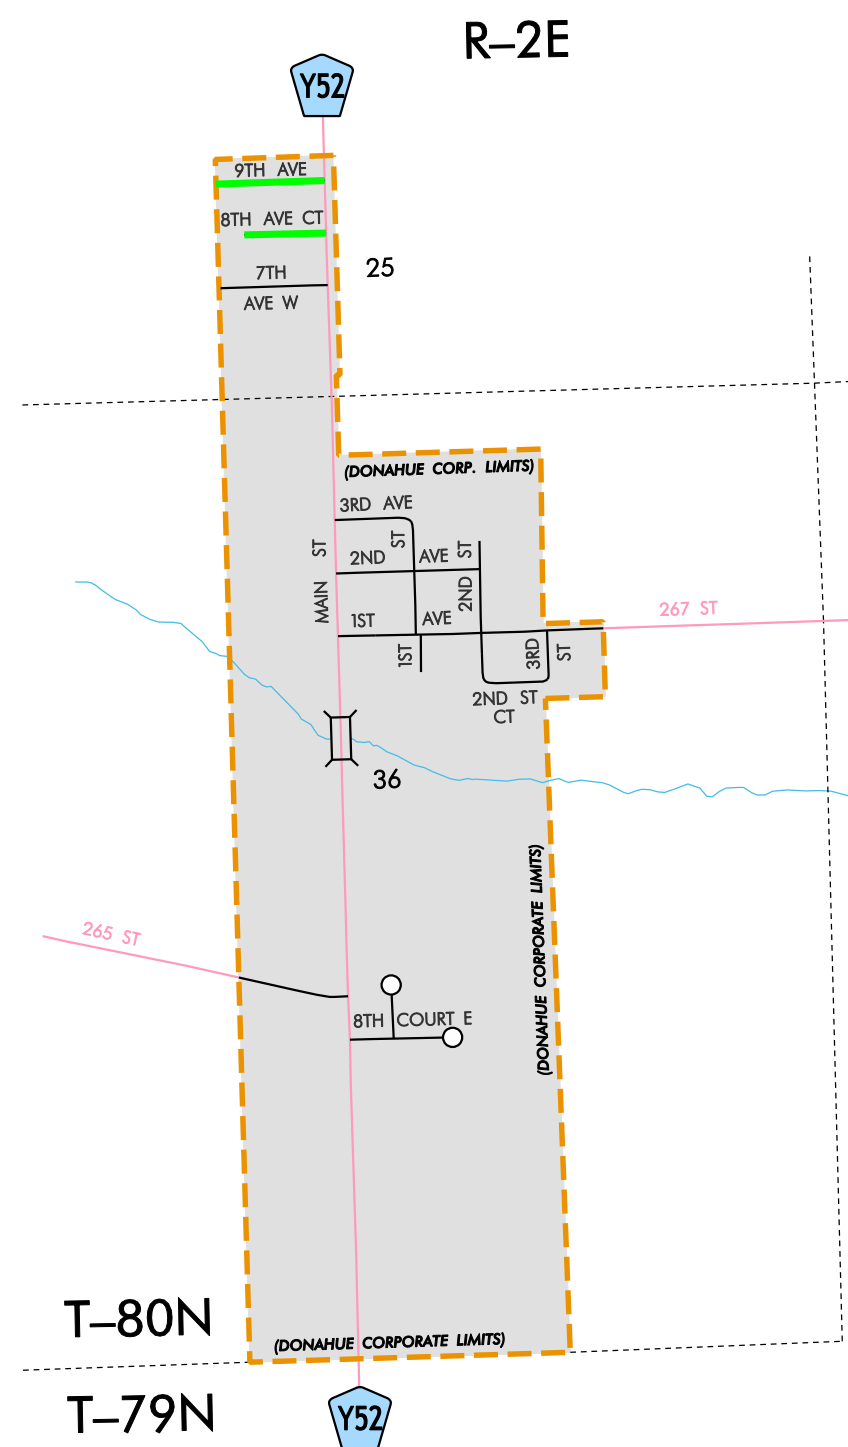 R–2E
Y52
9TH AVE
8TH AVE CT
25
7TH
AVE W
(DONAHUE CORP. LIMITS)
3RD AVE
ST
MAIN ST
2ND AVE
2ND ST
1ST AVE
267 ST
1ST
3RD ST
2ND ST
CT
36
(DONAHUE CORPORATE LIMITS)
265 ST
8TH COURT E
T–80N
(DONAHUE CORPORATE LIMITS)
T–79N
Y52